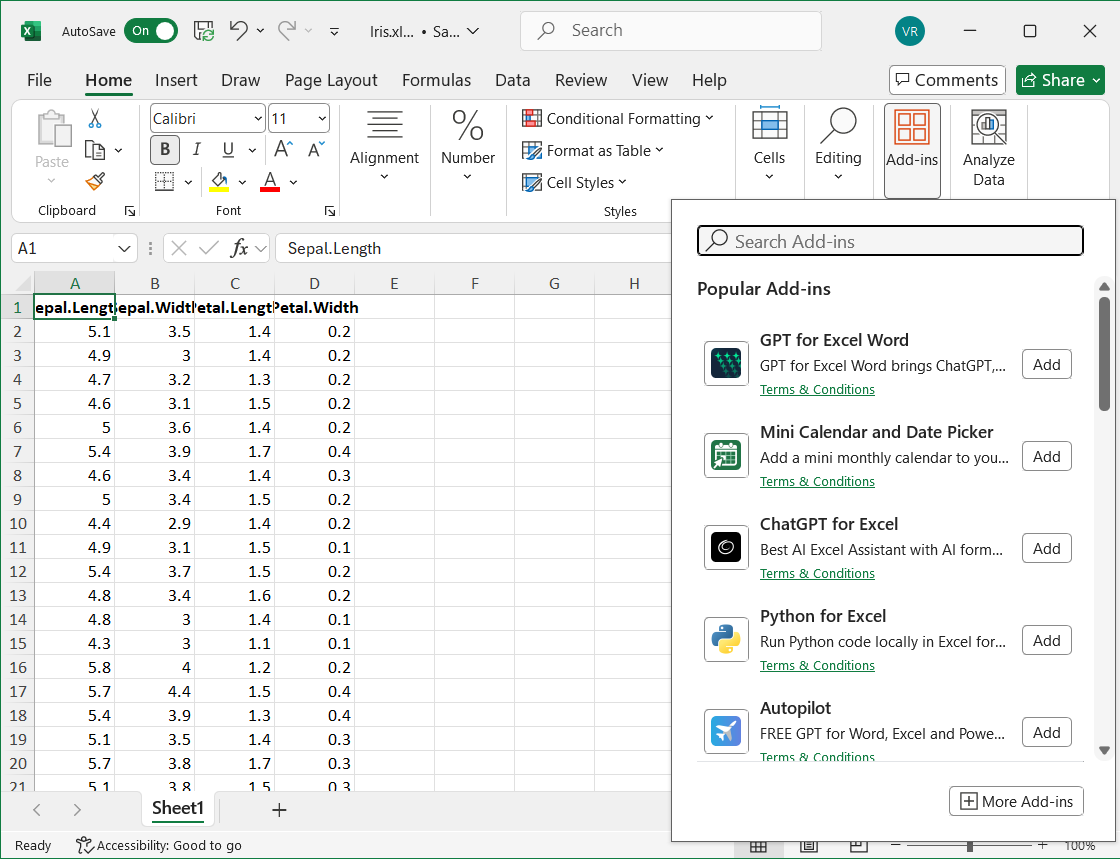 AutoSave On Iris.xl... • Sa... Search VR
File Home Insert Draw Page Layout Formulas Data Review View Help Comments Share
Paste
Clipboard
Calibri 11
B I U A A
A
Font
Alignment
Number
%
Conditional Formatting
Format as Table
Cell Styles
Styles
Cells
Editing
Add-ins
Analyze
Data
A1 fx Sepal.Length
A B C D E F G H
1 epal.Lengt epal.Widt etal.Lengt Petal.Width
2 5.1 3.5 1.4 0.2
3 4.9 3 1.4 0.2
4 4.7 3.2 1.3 0.2
5 4.6 3.1 1.5 0.2
6 5 3.6 1.4 0.2
7 5.4 3.9 1.7 0.4
8 4.6 3.4 1.4 0.3
9 5 3.4 1.5 0.2
10 4.4 2.9 1.4 0.2
11 4.9 3.1 1.5 0.1
12 5.4 3.7 1.5 0.2
13 4.8 3.4 1.6 0.2
14 4.8 3 1.4 0.1
15 4.3 3 1.1 0.1
16 5.8 4 1.2 0.2
17 5.7 4.4 1.5 0.4
18 5.4 3.9 1.3 0.4
19 5.1 3.5 1.4 0.3
20 5.7 3.8 1.7 0.3
21 5.1 3.8 1.5 0.3
Sheet1
Ready Accessibility: Good to go
Search Add-ins
Popular Add-ins
GPT for Excel Word
GPT for Excel Word brings ChatGPT,... Add
Terms & Conditions
Mini Calendar and Date Picker
Add a mini monthly calendar to you... Add
Terms & Conditions
ChatGPT for Excel
Best AI Excel Assistant with AI form... Add
Terms & Conditions
Python for Excel
Run Python code locally in Excel for... Add
Terms & Conditions
Autopilot
FREE GPT for Word, Excel and Powe... Add
Terms & Conditions
More Add-ins
100%